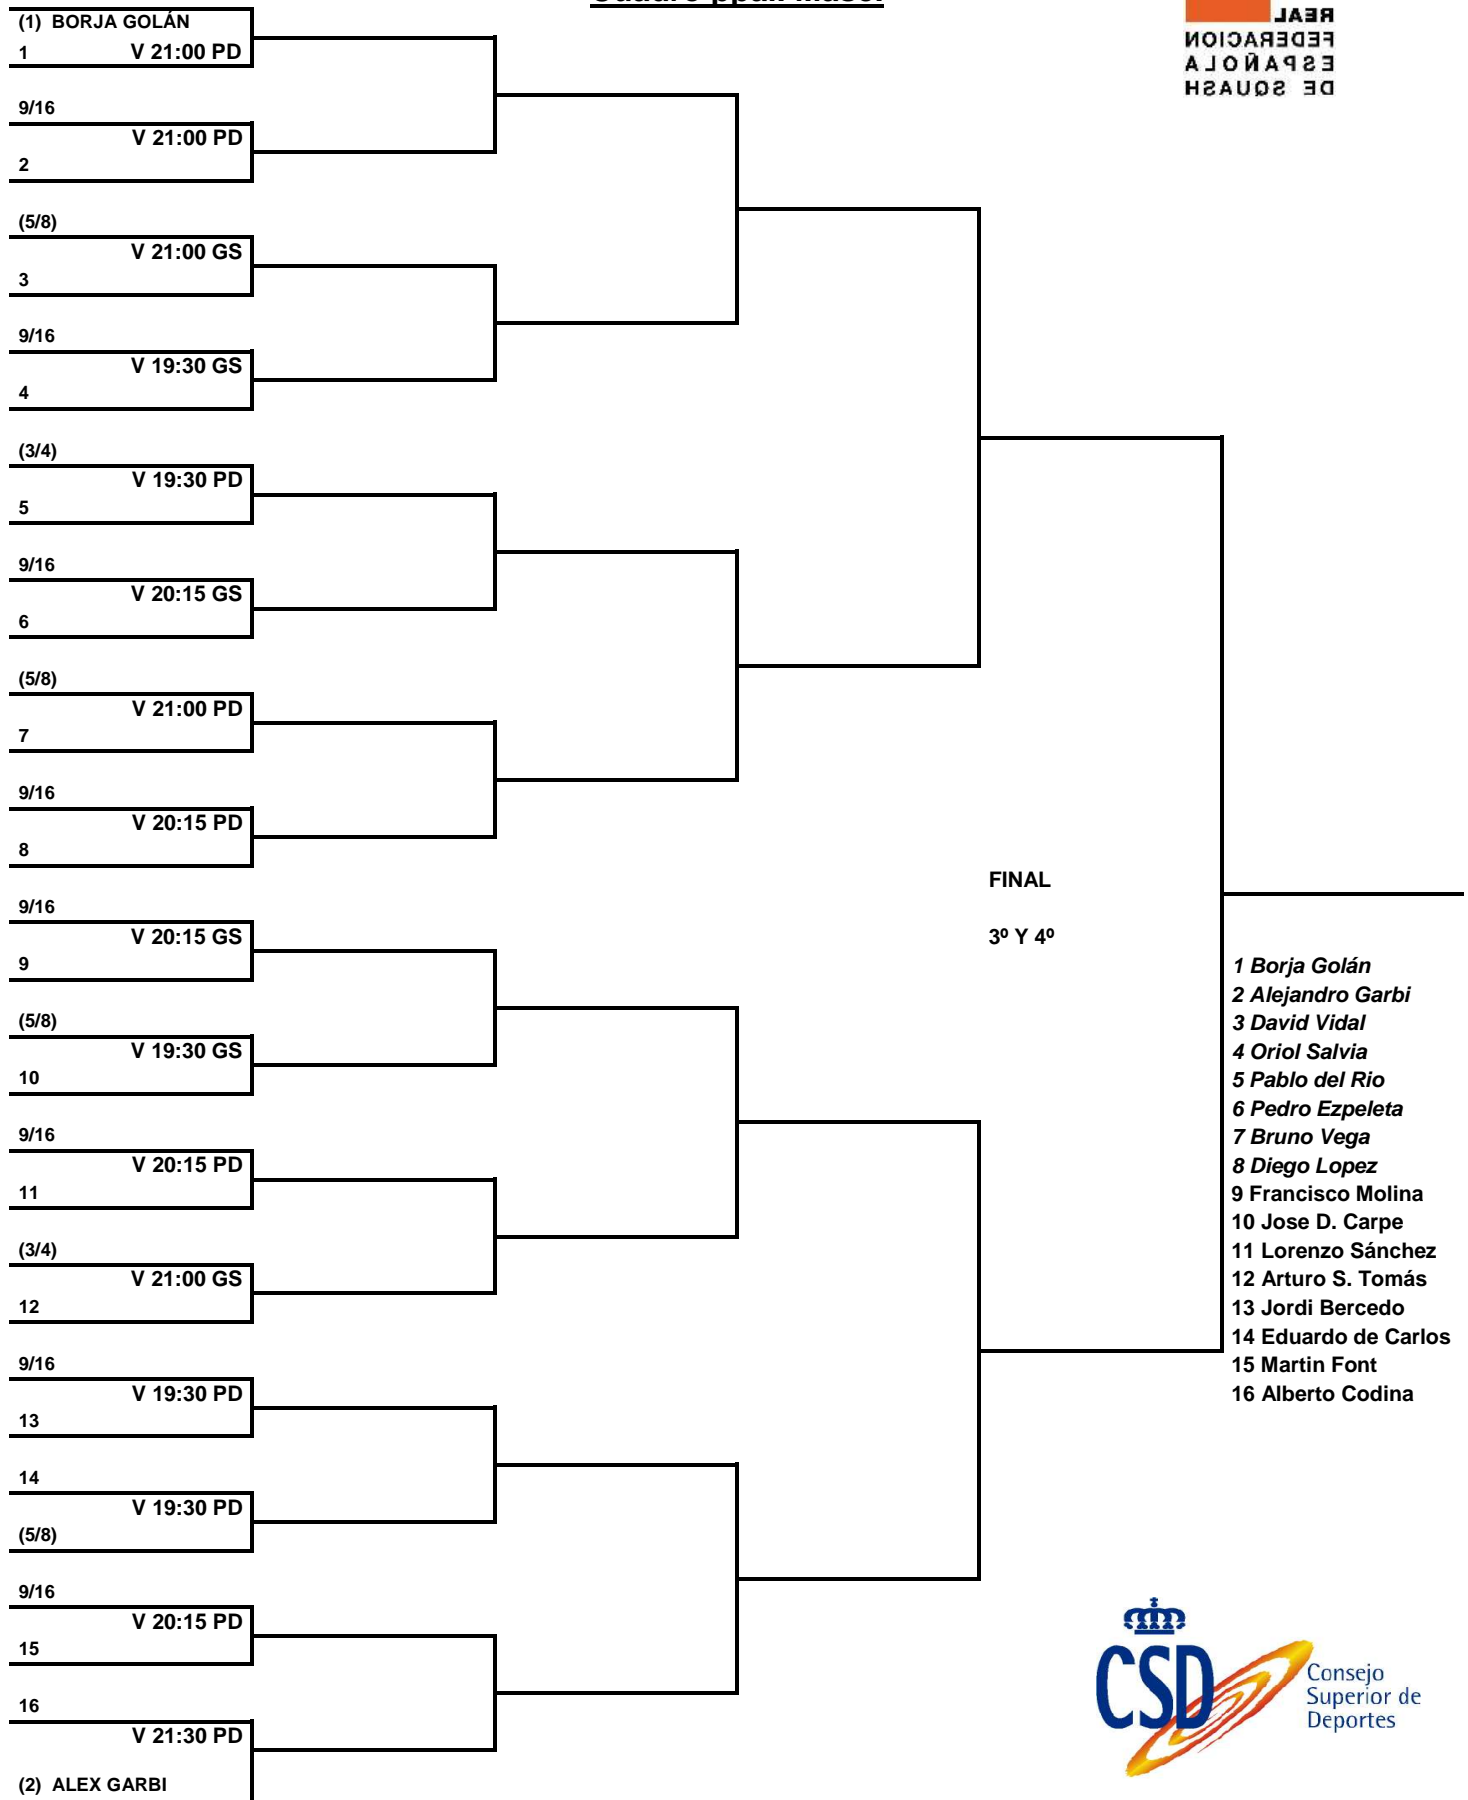 Cuadro ppal. Masc.
REAL
FEDERACION
ESPAÑOLA
DE SQUASH
(1) BORJA GOLÁN
V 21:00 PD
1
9/16
V 21:00 PD
2
(5/8)
V 21:00 GS
3
9/16
V 19:30 GS
4
(3/4)
V 19:30 PD
5
9/16
V 20:15 GS
6
(5/8)
V 21:00 PD
7
9/16
V 20:15 PD
8
9/16
V 20:15 GS
9
(5/8)
V 19:30 GS
10
9/16
V 20:15 PD
11
(3/4)
V 21:00 GS
12
9/16
V 19:30 PD
13
14
V 19:30 PD
(5/8)
9/16
V 20:15 PD
15
16
V 21:30 PD
(2) ALEX GARBI
FINAL
3º Y 4º
1 Borja Golán
2 Alejandro Garbi
3 David Vidal
4 Oriol Salvia
5 Pablo del Rio
6 Pedro Ezpeleta
7 Bruno Vega
8 Diego Lopez
9 Francisco Molina
10 Jose D. Carpe
11 Lorenzo Sánchez
12 Arturo S. Tomás
13 Jordi Bercedo
14 Eduardo de Carlos
15 Martin Font
16 Alberto Codina
CSD
Consejo
Superior de
Deportes